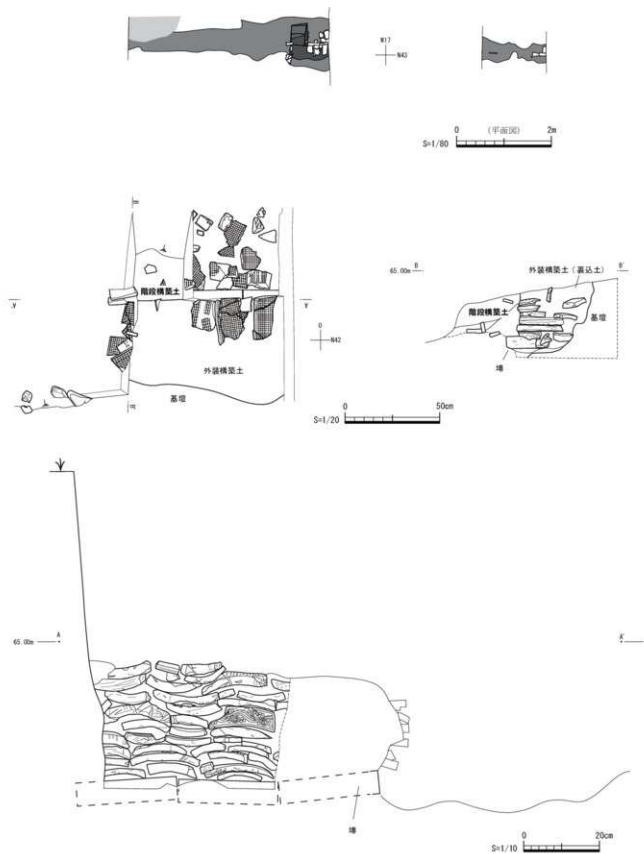 W17
N43
0
(平面図)
2m
S=1/80
B
階段構築土
外装構築土
基壇
0
N42
65.00m
B
B'
外装構築土(裏込土)
階段構築土
基壇
塼
0
50cm
S=1/20
65.00m
A
A'
塼
0
20cm
S=1/10